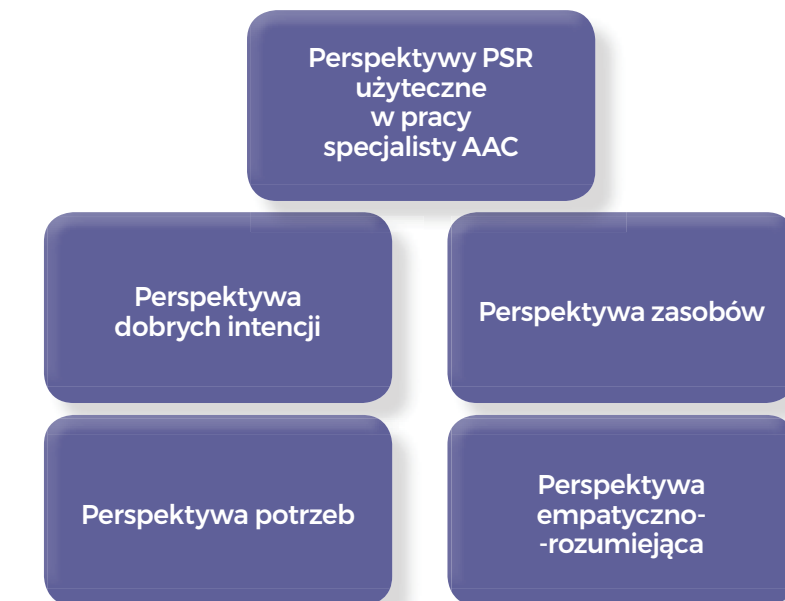 Perspektywy PSR
użyteczne
w pracy
specjalisty AAC
Perspektywa
dobrych intencji
Perspektywa zasobów
Perspektywa potrzeb
Perspektywa
empatyczno-
-rozumiejąca